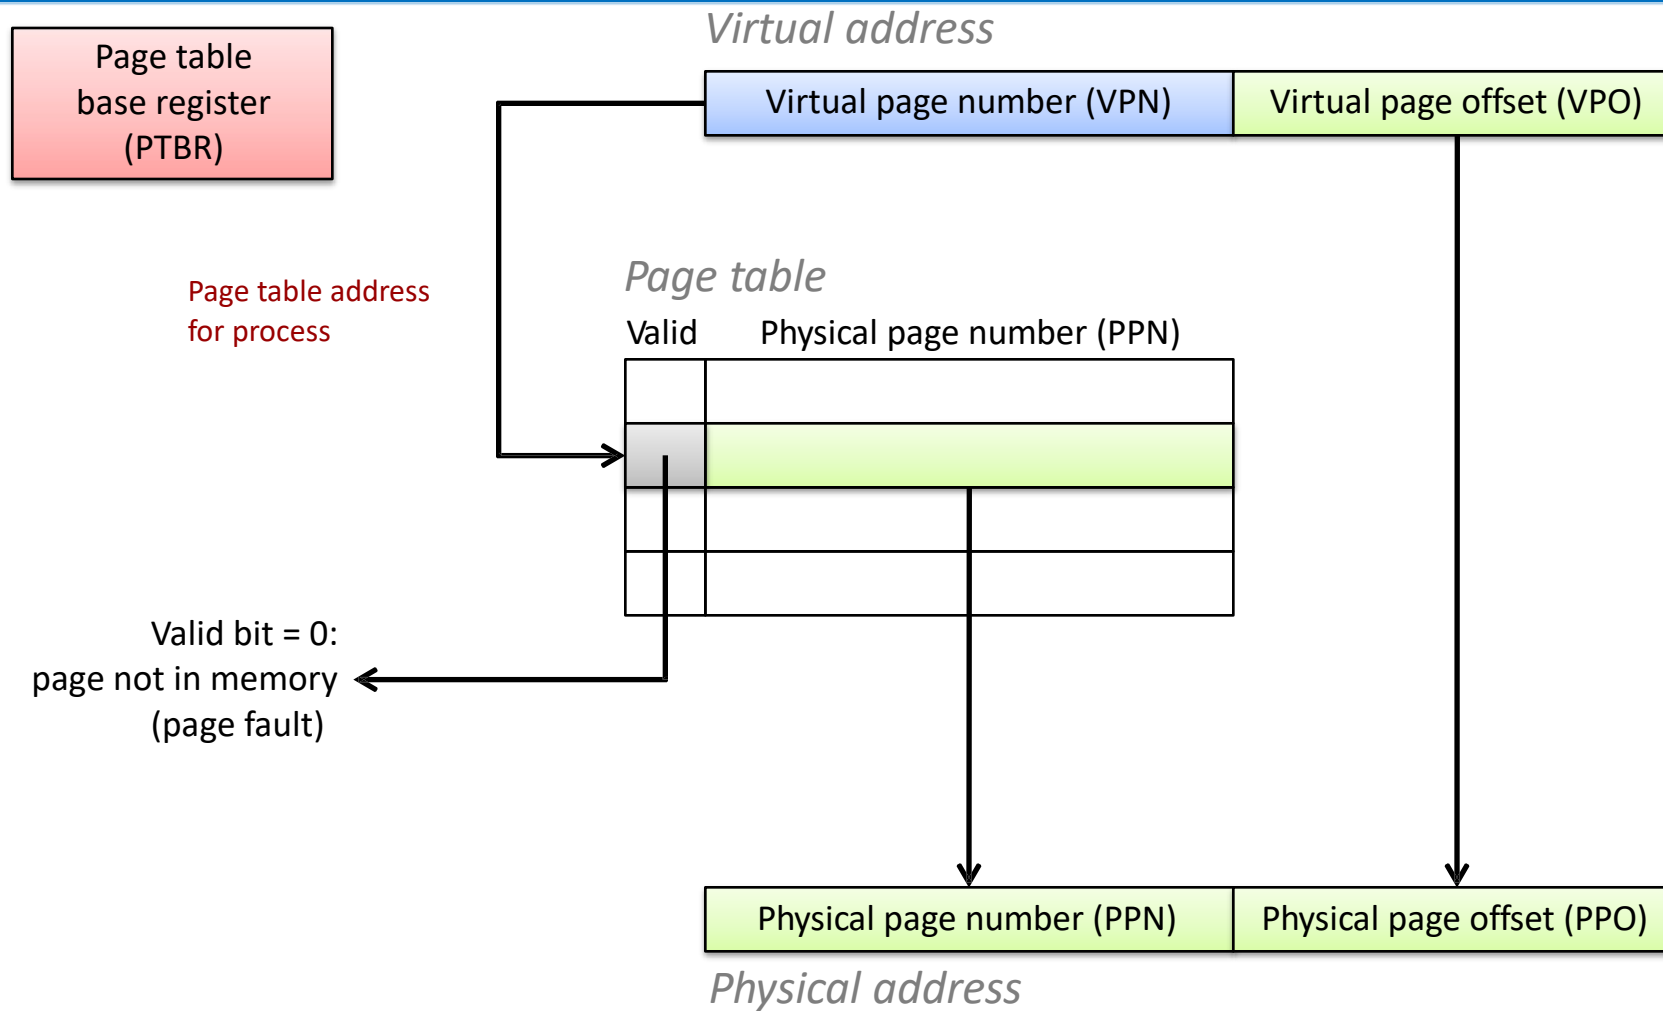 Virtual address
Page table
base register
(PTBR)
Virtual page number (VPN)
Virtual page offset (VPO)
Page table address
for process
Page table
Valid
Physical page number (PPN)
Valid bit = 0:
page not in memory
(page fault)
Physical page number (PPN)
Physical page offset (PPO)
Physical address